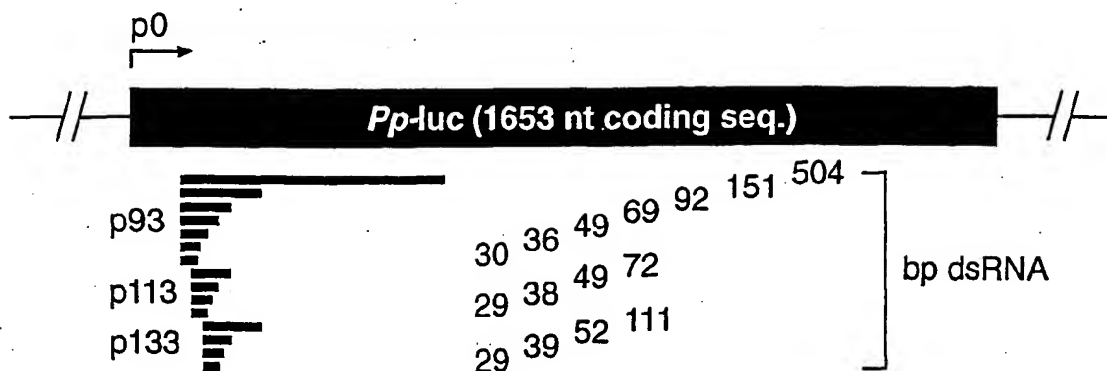 p0
Pp-luc (1653 nt coding seq.)
p93
30 36 49 69 92 151 504
p113
29 38 49 72
p133
29 39 52 111
bp dsRNA